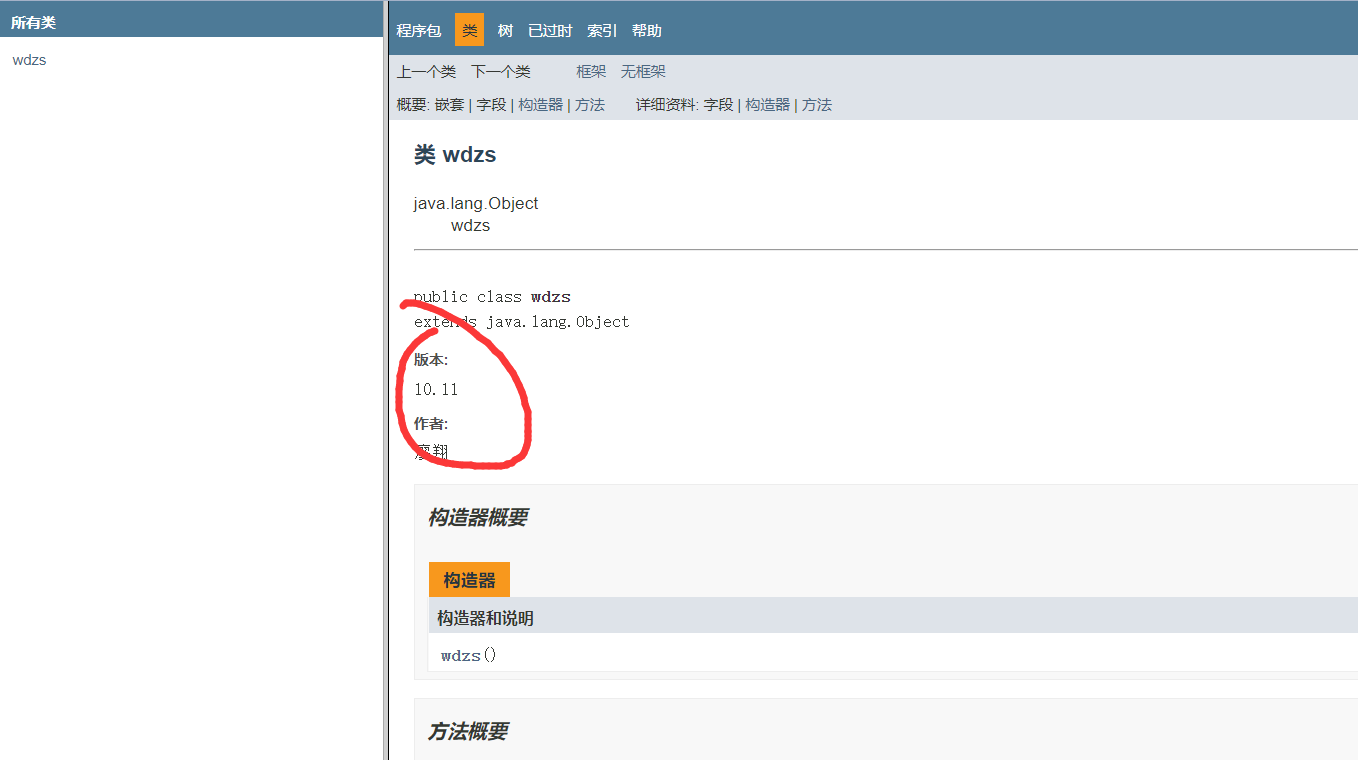 所有类
wdzs
程序包 类 树 已过时 索引 帮助
上一个类 下一个类 框架 无框架
概要: 嵌套 | 字段 | 构造器 | 方法 详细资料: 字段 | 构造器 | 方法
类 wdzs
java.lang.Object
wdzs
public class wdzs
extends java.lang.Object
版本:
10.11
作者:
廖翔
构造器概要
构造器
构造器和说明
wdzs()
方法概要